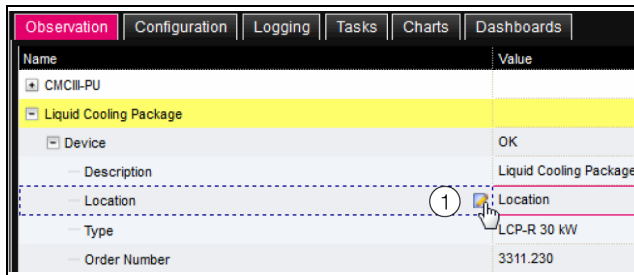 Observation Configuration Logging Tasks Charts Dashboards
Name Value
CMCIII-PU
Liquid Cooling Package
Device OK
Description Liquid Cooling Package
Location 1 Location
Type LCP-R 30 kW
Order Number 3311.230